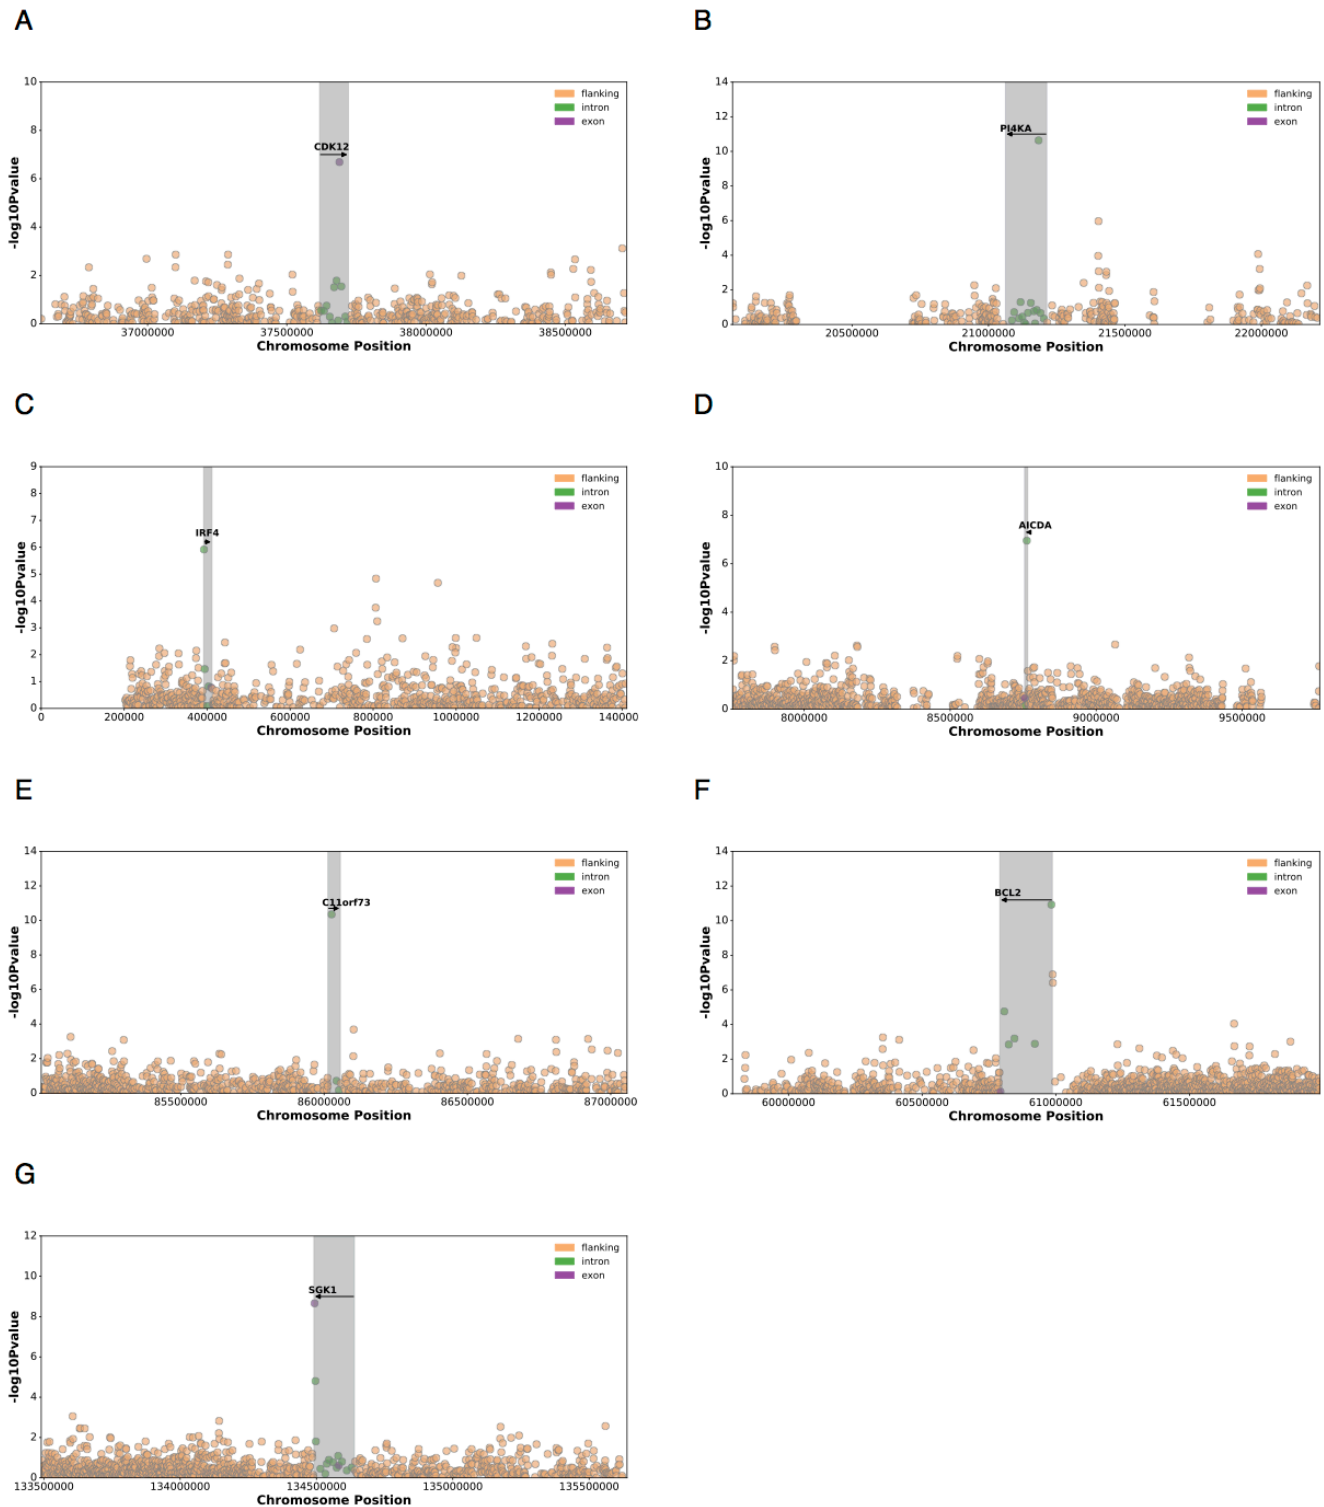 A
10
8
6
4
2
0
-log10Pvalue
CDK12
flanking
intron
exon
37000000 37500000 38000000 38500000
Chromosome Position
B
14
12
10
8
6
4
2
0
-log10Pvalue
PI4KA
flanking
intron
exon
20500000 21000000 21500000 22000000
Chromosome Position
C
9
8
7
6
5
4
3
2
1
0
-log10Pvalue
IRF4
flanking
intron
exon
0 200000 400000 600000 800000 1000000 1200000 1400000
Chromosome Position
D
10
8
6
4
2
0
-log10Pvalue
AICDA
flanking
intron
exon
8000000 8500000 9000000 9500000
Chromosome Position
E
14
12
10
8
6
4
2
0
-log10Pvalue
C11orf73
flanking
intron
exon
85500000 86000000 86500000 87000000
Chromosome Position
F
14
12
10
8
6
4
2
0
-log10Pvalue
BCL2
flanking
intron
exon
60000000 60500000 61000000 61500000
Chromosome Position
G
12
10
8
6
4
2
0
-log10Pvalue
SGK1
flanking
intron
exon
133500000 134000000 134500000 135000000 135500000
Chromosome Position